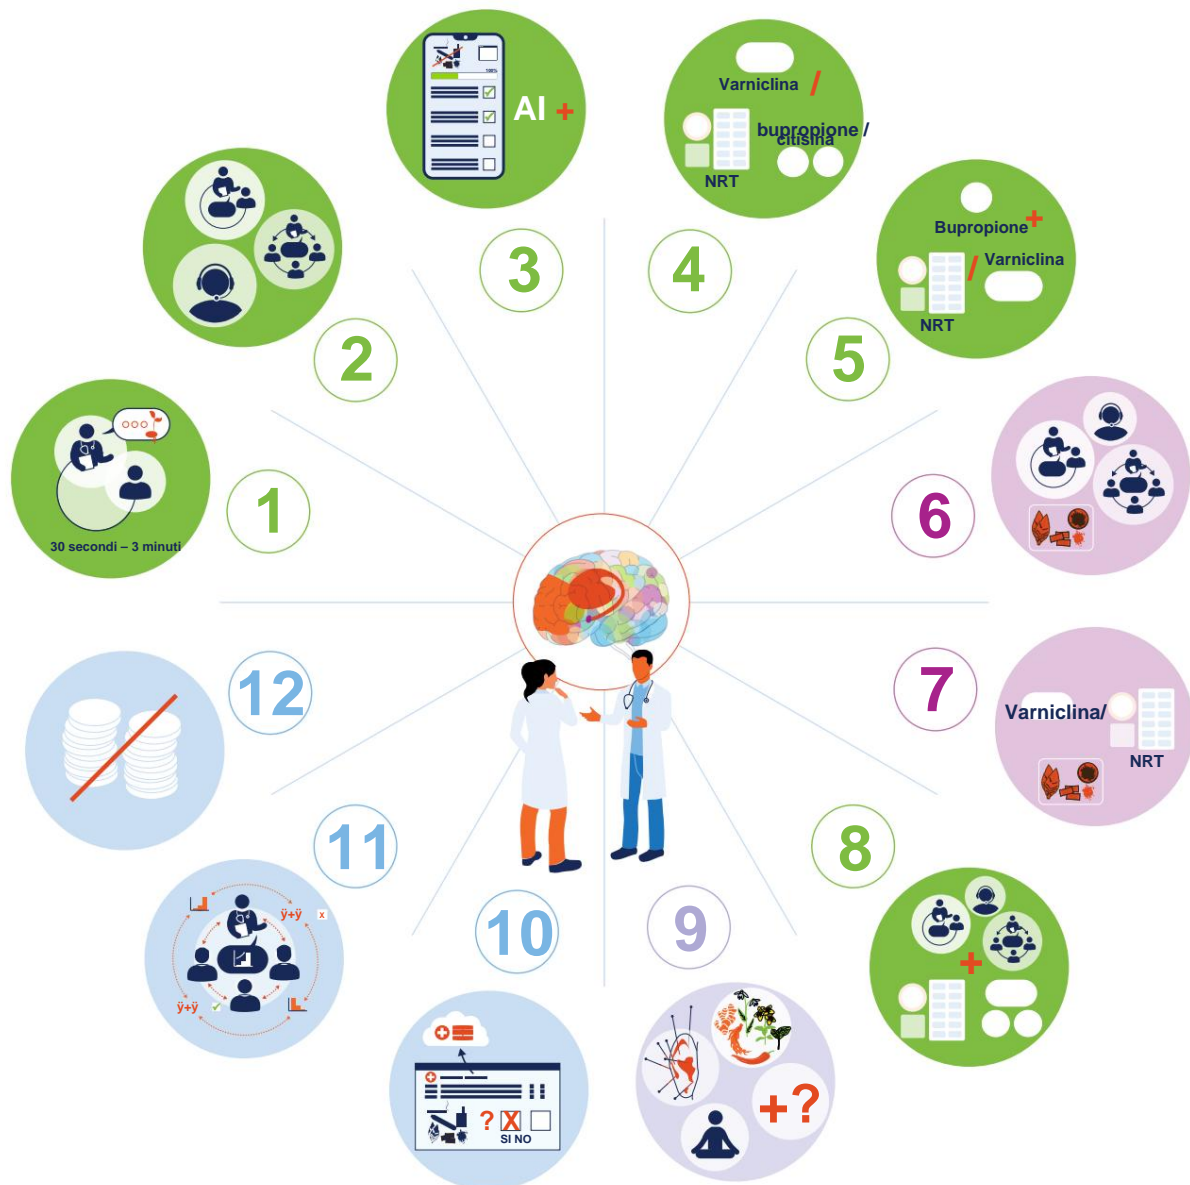 100%
AI +
Varniclina /
bupropione /
citisina
NRT
Bupropione +
/ Varniclina
NRT
3
4
2
5
30 secondi – 3 minuti
1
6
12
7
Varniclina/
NRT
11
8
10
9
ÿ+ÿ
x
ÿ+ÿ
+
? X
SI NO
+?